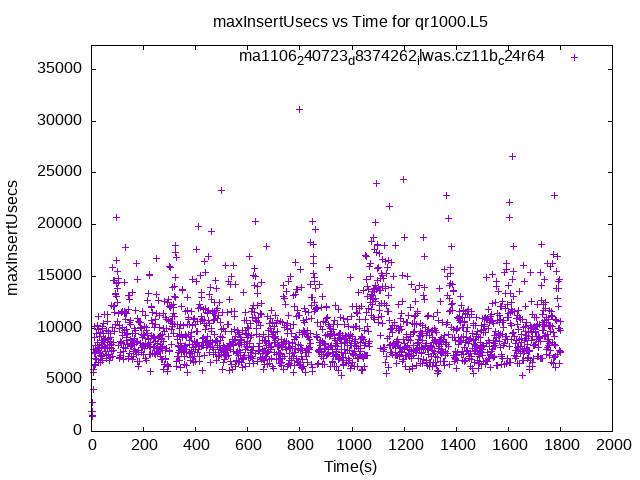 maxInsertUsecs vs Time for qr1000.L5
ma1106₂40723_d8374262_ilwas.cz11b_c24r64
maxInsertUsecs
35000
30000
25000
20000
15000
10000
5000
0
0 200 400 600 800 1000 1200 1400 1600 1800 2000
Time(s)